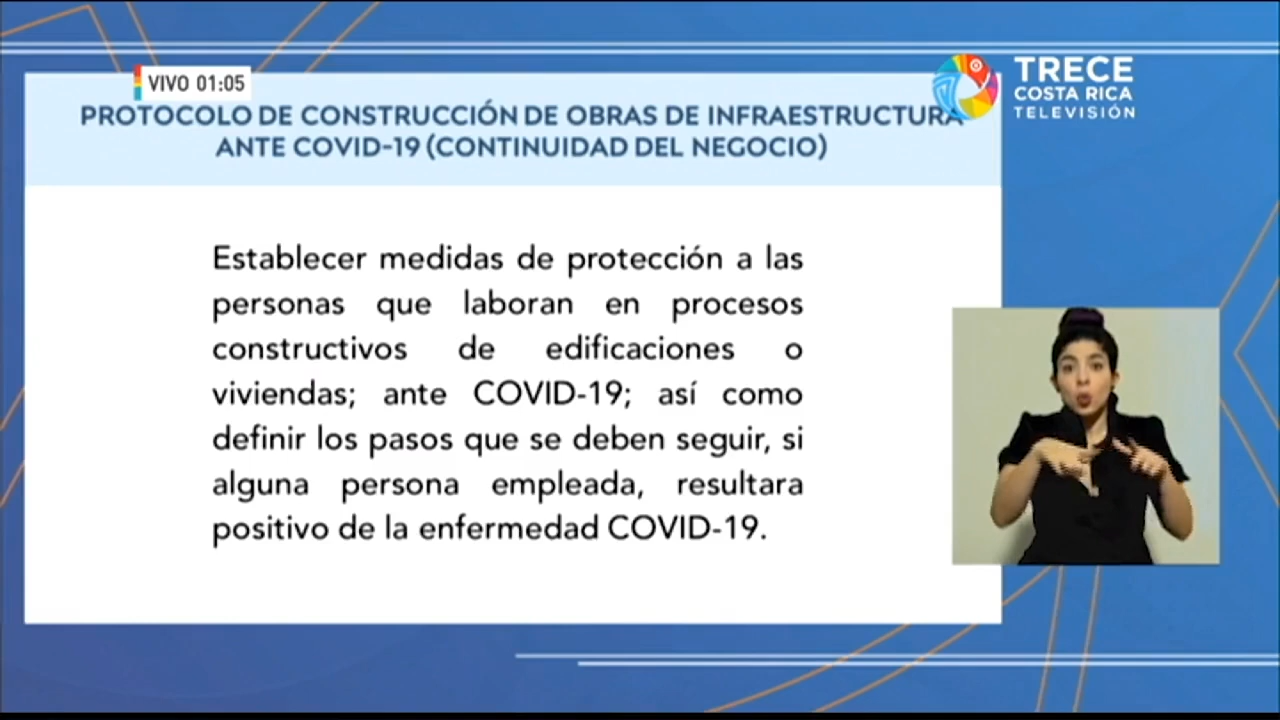 VIVO 01:05
TRECE
COSTA RICA
TELEVISIÓN
PROTOCOLO DE CONSTRUCCIÓN DE OBRAS DE INFRAESTRUCTURA
ANTE COVID-19 (CONTINUIDAD DEL NEGOCIO)
Establecer medidas de protección a las
personas que laboran en procesos
constructivos de edificaciones o
viviendas; ante COVID-19; así como
definir los pasos que se deben seguir, si
alguna persona empleada, resultara
positivo de la enfermedad COVID-19.